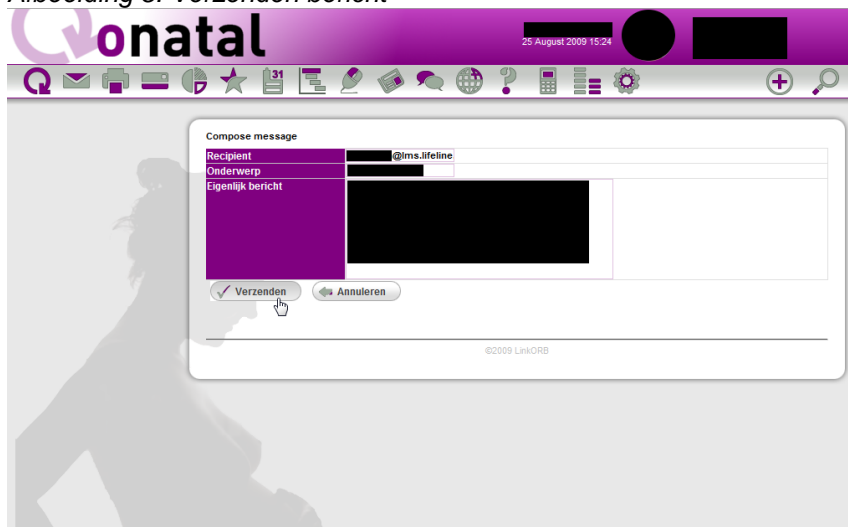 Afbeelding 8: Verzenden bericht
onatal
25 August 2009 15:24
31
Compose message
Recipient @lms.lifeline
Onderwerp
Eigenlijk bericht
Verzenden Annuleren
©2009 LinkORB